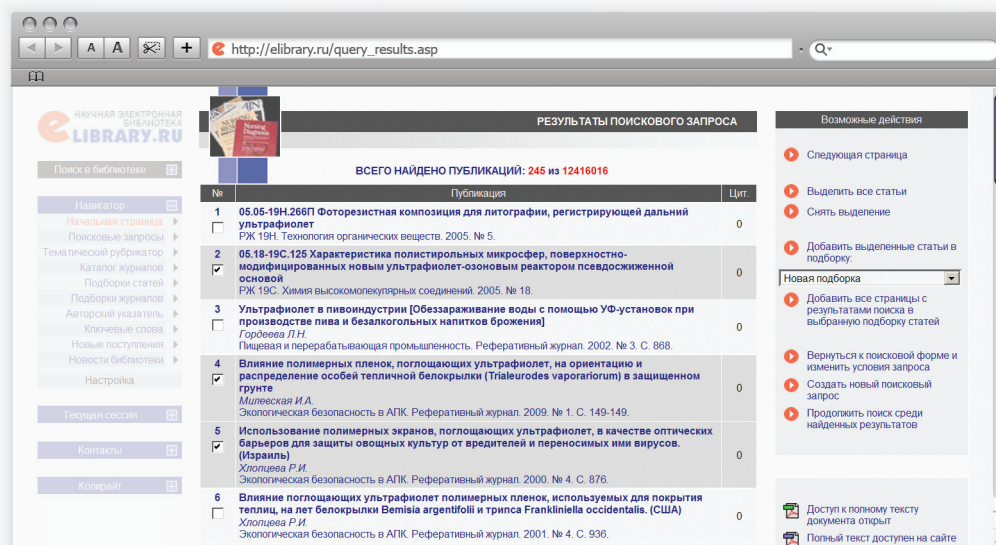 A A + http://elibrary.ru/query_results.asp
НАУЧНАЯ ЭЛЕКТРОННАЯ
БИБЛИОТЕКА
eLIBRARY.RU
Поиск в библиотеке
Навигатор
Начальная страница
Поисковые запросы
Тематический рубрикатор
Каталог журналов
Подборки статей
Подборки журналов
Авторский указатель
Ключевые слова
Новые поступления
Новости библиотеки
Настройка
Текущая сессия
Контакты
Копирайт
AJN
Nursing
Diagnosis
РЕЗУЛЬТАТЫ ПОИСКОВОГО ЗАПРОСА
ВСЕГО НАЙДЕНО ПУБЛИКАЦИЙ: 245 из 12416016
№ Публикация Цит.
1 05.05-19Н.266П Фоторезистная композиция для литографии, регистрирующей дальний
ультрафиолет 0
РЖ 19Н. Технология органических веществ. 2005. № 5.
2 05.18-19С.125 Характеристика полистирольных микросфер, поверхностно-
модифицированных новым ультрафиолет-озоновым реактором псевдосжиженной 0
основой
РЖ 19С. Химия высокомолекулярных соединений. 2005. № 18.
3 Ультрафиолет в пивоиндустрии [Обеззараживание воды с помощью УФ-установок при
производстве пива и безалкогольных напитков брожения] 0
Гордеева Л.Н.
Пищевая и перерабатывающая промышленность. Реферативный журнал. 2002. № 3. С. 868.
4 Влияние полимерных пленок, поглощающих ультрафиолет, на ориентацию и
распределение особей тепличной белокрылки (Trialeurodes vaporariorum) в защищенном
грунте 0
Милевская И.А.
Экологическая безопасность в АПК. Реферативный журнал. 2009. № 1. С. 149-149.
5 Использование полимерных экранов, поглощающих ультрафиолет, в качестве оптических
барьеров для защиты овощных культур от вредителей и переносимых ими вирусов.
(Израиль) 0
Хлопцева Р.И.
Экологическая безопасность в АПК. Реферативный журнал. 2000. № 4. С. 876.
6 Влияние поглощающих ультрафиолет полимерных пленок, используемых для покрытия
теплиц, на лет белокрылки Bemisia argentifolii и трипса Frankliniella occidentalis. (США) 0
Хлопцева Р.И.
Экологическая безопасность в АПК. Реферативный журнал. 2001. № 4. С. 936.
Возможные действия
Следующая страница
Выделить все статьи
Снять выделение
Добавить выделенные статьи в
подборку:
Новая подборка
Добавить все страницы с
результатами поиска в
выбранную подборку статей
Вернуться к поисковой форме и
изменить условия запроса
Создать новый поисковый
запрос
Продолжить поиск среди
найденных результатов
Доступ к полному тексту
документа открыт
Полный текст доступен на сайте